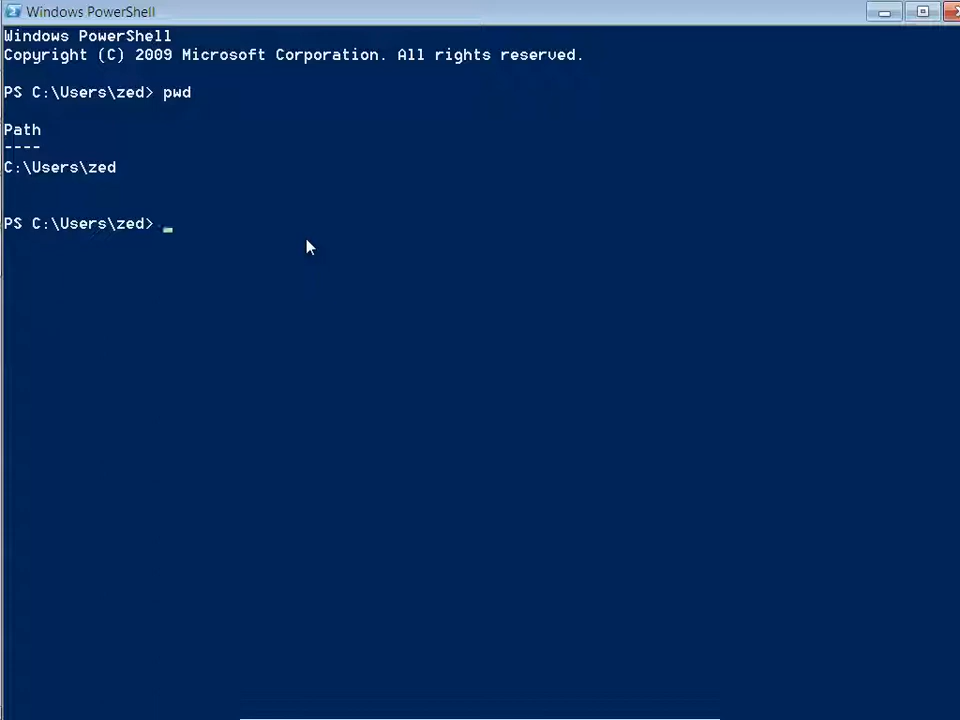 Windows PowerShell
Windows PowerShell
Copyright (C) 2009 Microsoft Corporation. All rights reserved.
PS C:\Users\zed> pwd
Path
----
C:\Users\zed
PS C:\Users\zed>